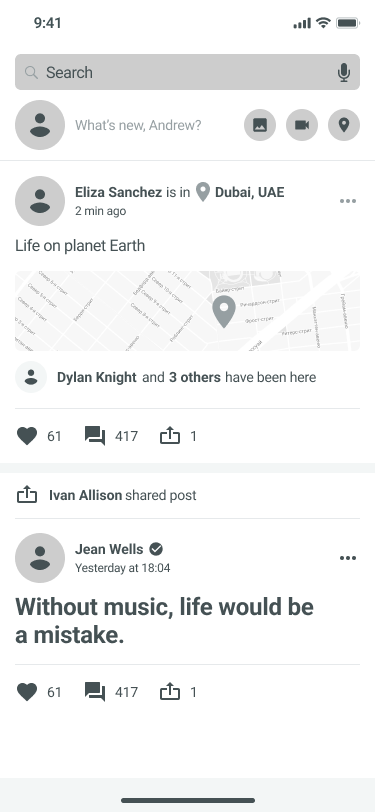 9:41
Search
What's new, Andrew?
Eliza Sanchez is in Dubai, UAE
2 min ago
Life on planet Earth
Dylan Knight and 3 others have been here
61 417 1
Ivan Allison shared post
Jean Wells
Yesterday at 18:04
Without music, life would be
a mistake.
61 417 1